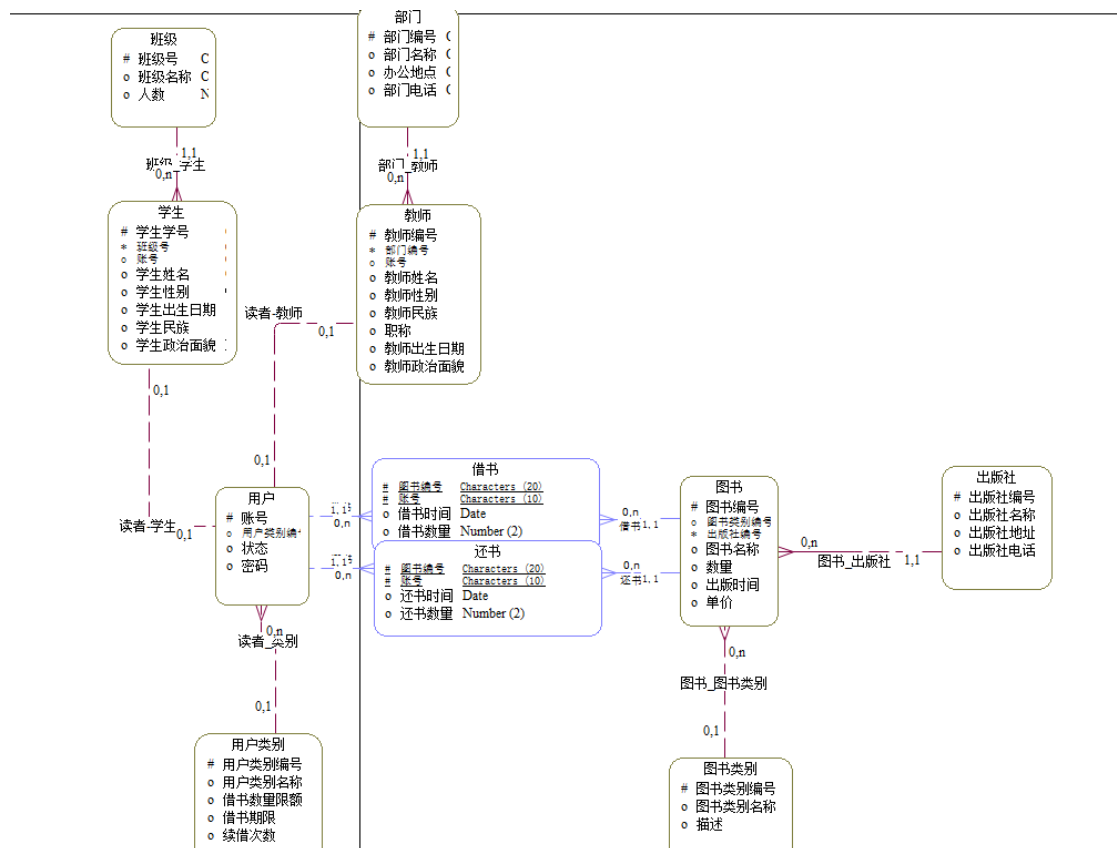 班级
# 班级号 C
o 班级名称 C
o 人数 N
部门
# 部门编号
o 部门名称
o 办公地点
o 部门电话
1,1
0,n
1,1
教师
0,n
学生
# 学生学号
* 班级号
o 账号
o 学生姓名
o 学生性别
o 学生出生日期
o 学生民族
o 学生政治面貌
教师
# 教师编号
* 部门编号
o 账号
o 教师姓名
o 教师性别
o 教师民族
o 职称
o 教师出生日期
o 教师政治面貌
读者-教师
0,1
0,1
0,1
读者-学生
0,1
用户
# 账号
o 用户类别编
o 状态
o 密码
0,n
0,n
借书
# 图书编号 Characters (20)
# 账号 Characters (10)
o 借书时间 Date
o 借书数量 Number (2)
还书
# 图书编号 Characters (20)
# 账号 Characters (10)
o 还书时间 Date
o 还书数量 Number (2)
0,n
借书1,1
0,n
还书1,1
图书
# 图书编号
o 图书类别编号
* 出版社编号
o 图书名称
o 数量
o 出版时间
o 单价
0,n
图书_出版社
1,1
出版社
# 出版社编号
o 出版社名称
o 出版社地址
o 出版社电话
0,n
读者_类别
0,1
用户类别
# 用户类别编号
o 用户类别名称
o 借书数量限额
o 借书期限
o 续借次数
0,n
图书_图书类别
0,1
图书类别
# 图书类别编号
o 图书类别名称
o 描述